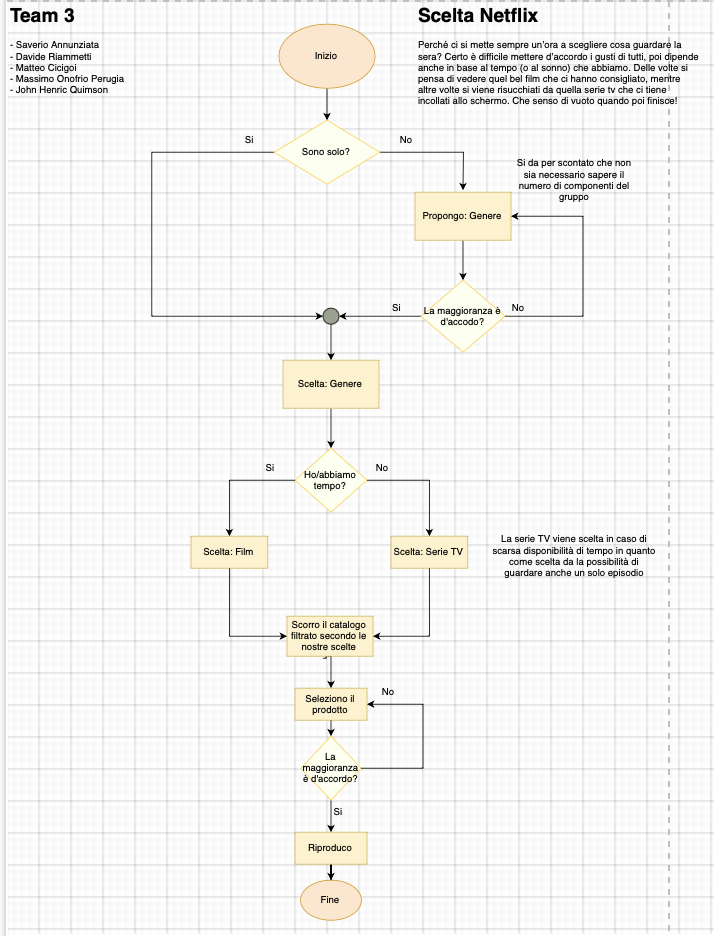 Team 3
- Saverio Annunziata
- Davide Riammetti
- Matteo Cicigoi
- Massimo Onofrio Perugia
- John Henric Quimson
Scelta Netflix
Perché ci si mette sempre un'ora a scegliere cosa guardare la
sera? Certo è difficile mettere d'accordo i gusti di tutti, poi dipende
anche in base al tempo (o al sonno) che abbiamo. Delle volte si
pensa di vedere quel bel film che ci hanno consigliato, mentre
altre volte si viene risucchiati da quella serie tv che ci tiene
incollati allo schermo. Che senso di vuoto quando poi finisce!
Inizio
Si
Sono solo?
No
Si da per scontato che non
sia necessario sapere il
numero di componenti del
gruppo
Propongo: Genere
Si
La maggioranza è
d'accodo?
No
Scelta: Genere
Si
Ho/abbiamo
tempo?
No
Scelta: Film
Scelta: Serie TV
La serie TV viene scelta in caso di
scarsa disponibilità di tempo in quanto
come scelta da la possibilità di
guardare anche un solo episodio
Scorro il catalogo
filtrato secondo le
nostre scelte
Seleziono il
prodotto
No
La
maggioranza
è d'accordo?
Si
Riproduco
Fine